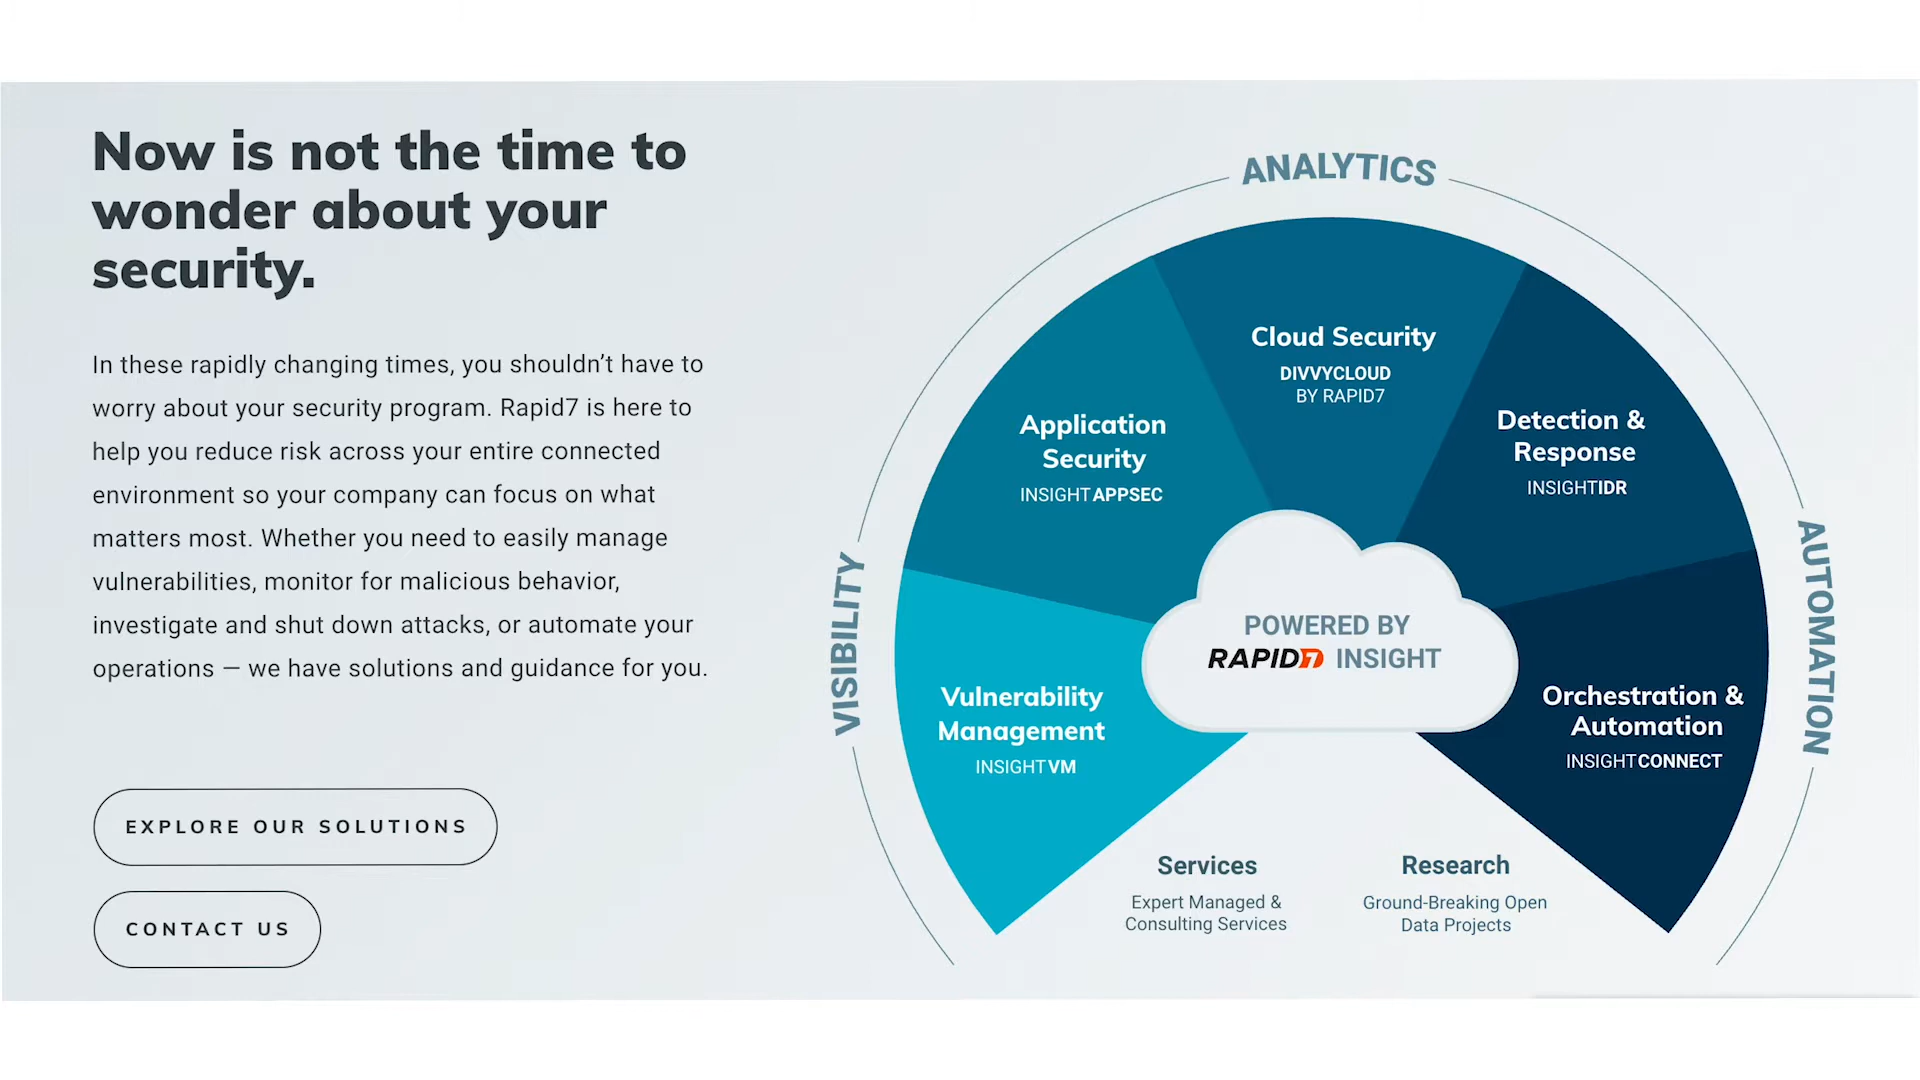 Now is not the time to
wonder about your
security.
In these rapidly changing times, you shouldn’t have to
worry about your security program. Rapid7 is here to
help you reduce risk across your entire connected
environment so your company can focus on what
matters most. Whether you need to easily manage
vulnerabilities, monitor for malicious behavior,
investigate and shut down attacks, or automate your
operations — we have solutions and guidance for you.
EXPLORE OUR SOLUTIONS
CONTACT US
VISIBILITY
ANALYTICS
AUTOMATION
Vulnerability
Management
INSIGHTVM
Application
Security
INSIGHTAPPSEC
Cloud Security
DIVVYCLOUD
BY RAPID7
Detection &
Response
INSIGHTIDR
Orchestration &
Automation
INSIGHTCONNECT
POWERED BY
RAPID7 INSIGHT
Services
Expert Managed &
Consulting Services
Research
Ground-Breaking Open
Data Projects